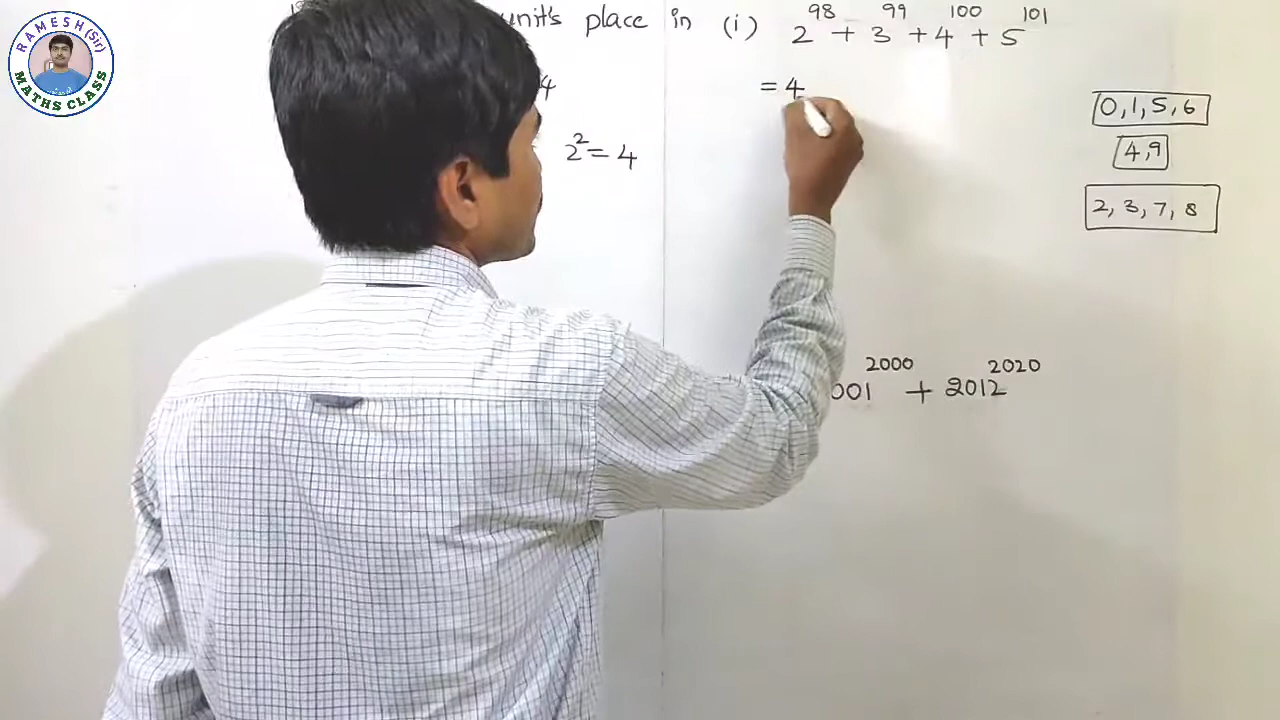 RAMESH (Sir)
MATHS CLASS
unit's place in (i) 2^98 + 3^99 + 4^100 + 5^101
4
= 4
0, 1, 5, 6
2^2 = 4
4, 9
2, 3, 7, 8
001^2000 + 2012^2020